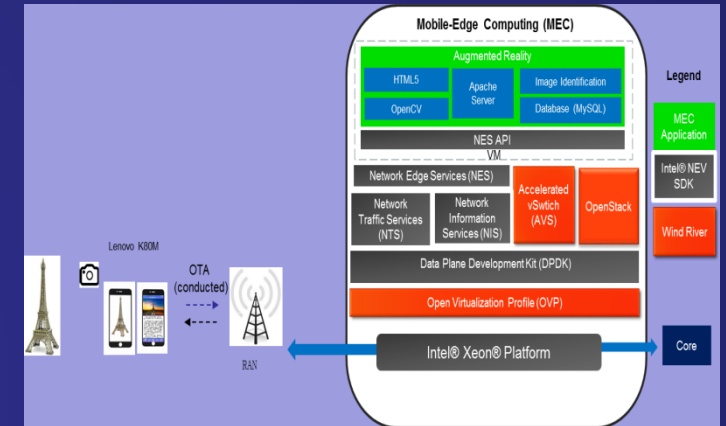 Mobile-Edge Computing (MEC)
Augmented Reality
HTML5
Apache
Server
Image Identification
OpenCV
Database (MySQL)
NES API
VM
Network Edge Services (NES)
Network
Traffic Services
(NTS)
Network
Information
Services (NIS)
Accelerated
vSwtich
(AVS)
OpenStack
Data Plane Development Kit (DPDK)
Open Virtualization Profile (OVP)
Intel® Xeon® Platform
Legend
MEC
Application
Intel® NEV
SDK
Wind River
Core
Lenovo K80M
OTA
(conducted)
RAN